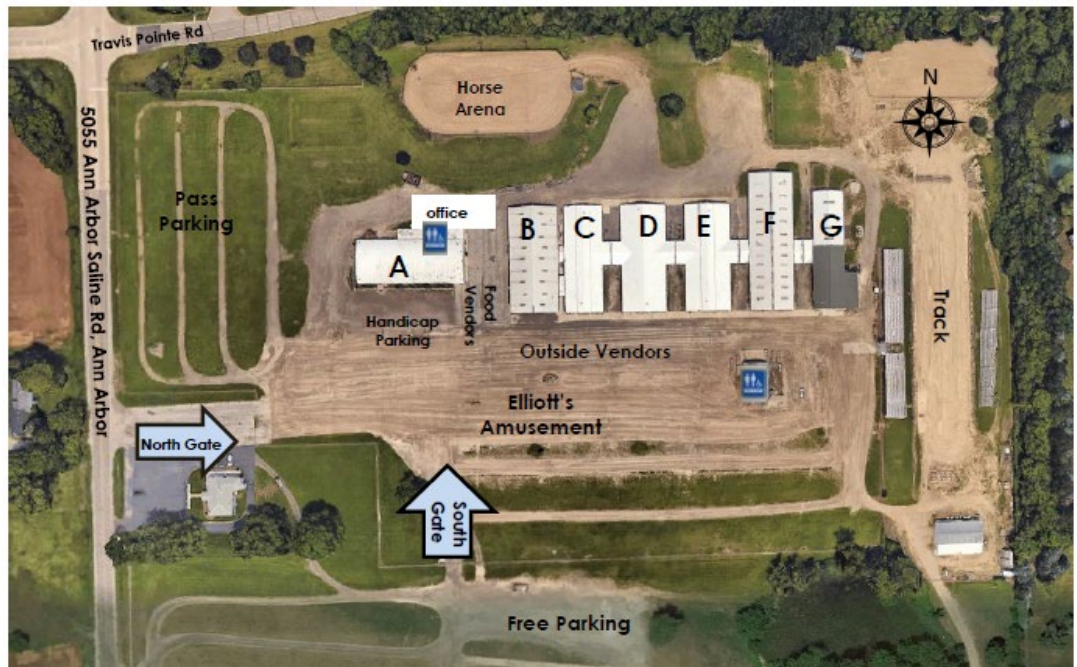 Travis Pointe Rd
5055 Ann Arbor Saline Rd, Ann Arbor
Horse
Arena
N
Pass
Parking
office
A
B
C
D
E
F
G
Handicap
Parking
Food
Vendors
Outside Vendors
Track
Elliott's
Amusement
North Gate
South
Gate
Free Parking